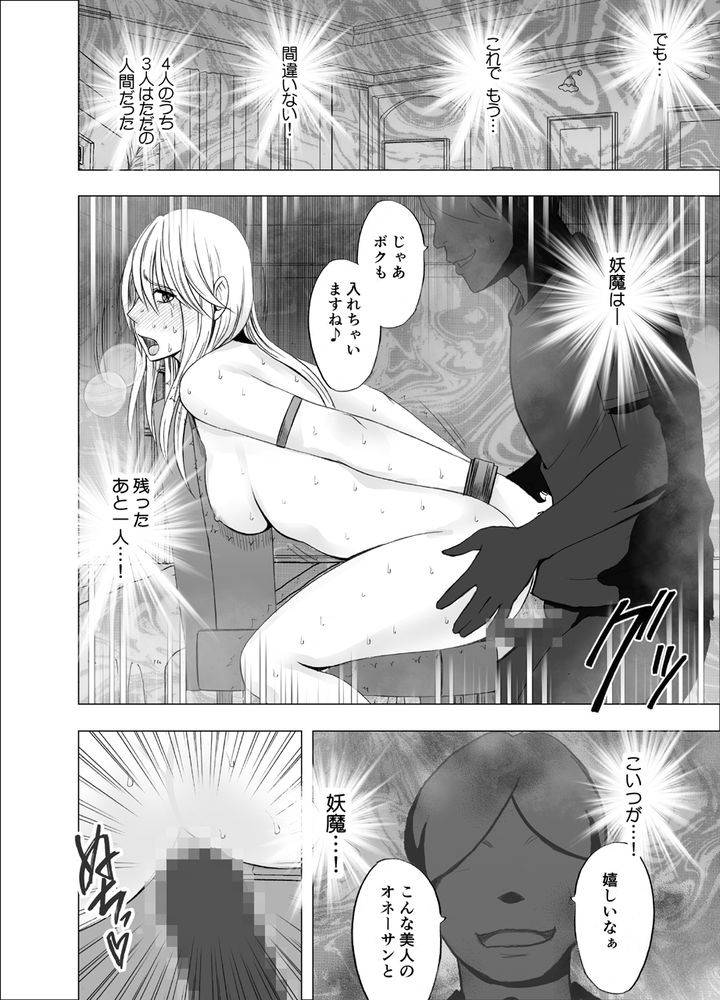 でも…
これで もう…
間違いない！
４人のうち
３人はただの
人間だった
妖魔はー
じゃあ
ボクも
入れちゃい
ますね♪
残った
あと一人…！
グッ
こいつが…！
嬉しいなぁ
こんな美人の
オネーサンと
妖魔…！
ぬちっ♡